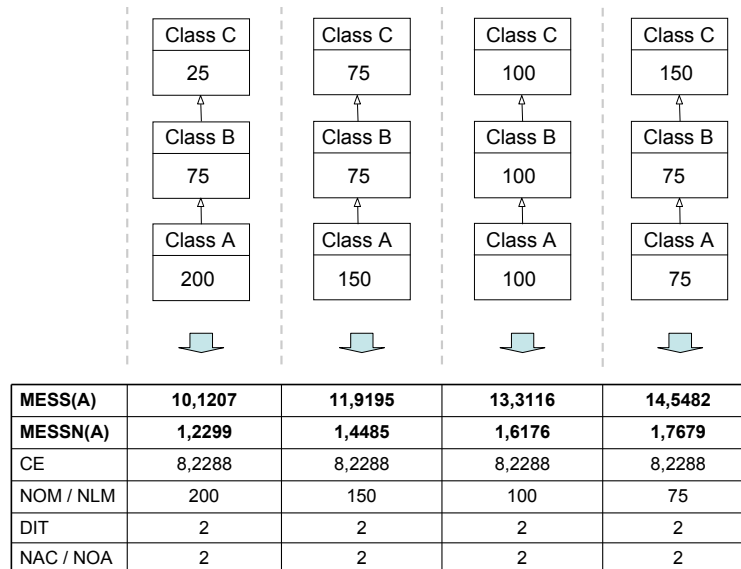 Class C Class C Class C Class C
25 75 100 150
Class B Class B Class B Class B
75 75 100 75
Class A Class A Class A Class A
200 150 100 75
MESS(A) 10,1207 11,9195 13,3116 14,5482
MESSN(A) 1,2299 1,4485 1,6176 1,7679
CE 8,2288 8,2288 8,2288 8,2288
NOM / NLM 200 150 100 75
DIT 2 2 2 2
NAC / NOA 2 2 2 2